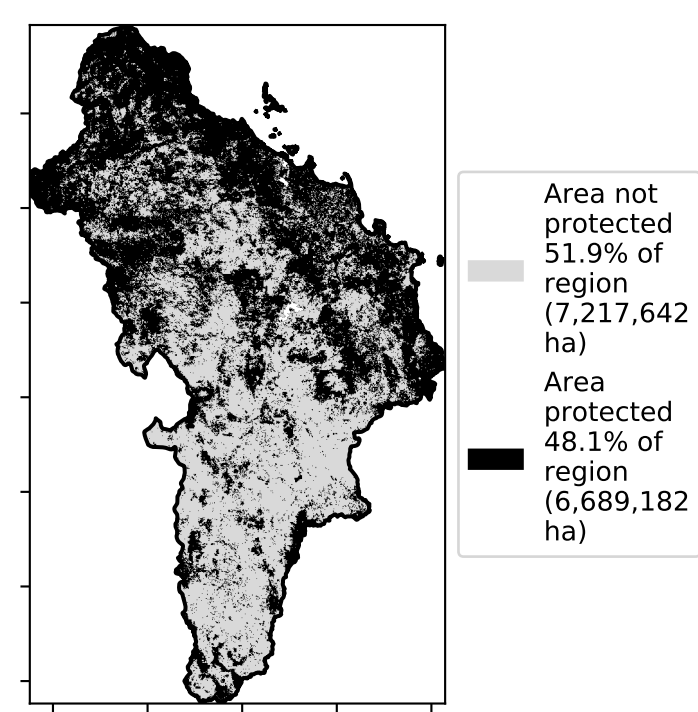 Area not
protected
51.9% of
region
(7,217,642
ha)
Area
protected
48.1% of
region
(6,689,182
ha)